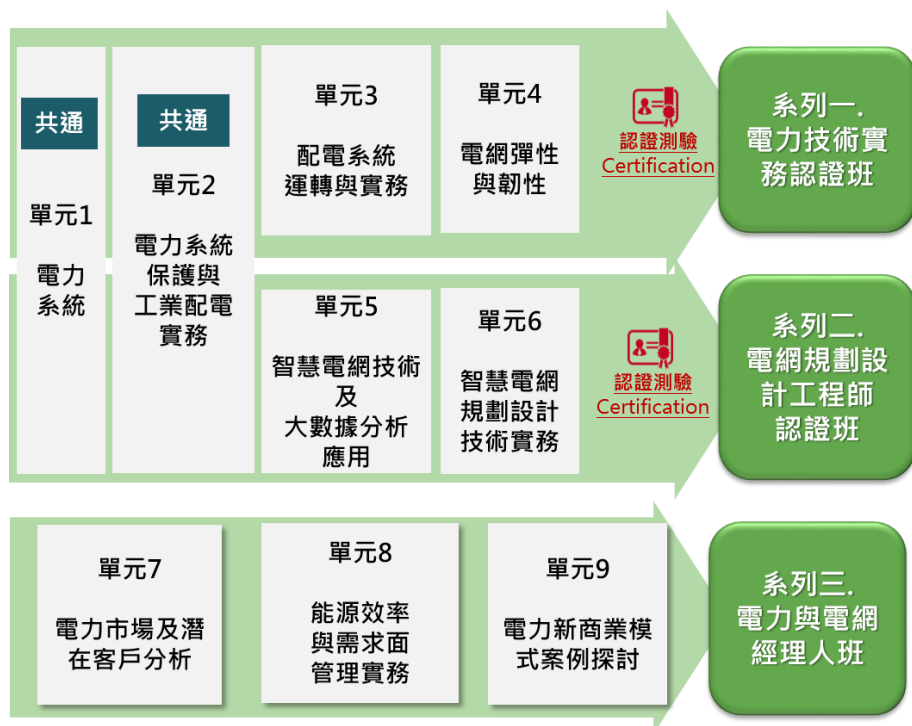 共通
單元1
電力
系統
共通
單元2
電力系統
保護與
工業配電
實務
單元3
配電系統
運轉與實務
單元4
電網彈性
與韌性
認證測驗
Certification
系列一.
電力技術實
務認證班
單元5
智慧電網技術
及
大數據分析
應用
單元6
智慧電網
規劃設計
技術實務
認證測驗
Certification
系列二.
電網規劃設
計工程師
認證班
單元7
電力市場及潛
在客戶分析
單元8
能源效率
與需求面
管理實務
單元9
電力新商業模
式案例探討
系列三.
電力與電網
經理人班